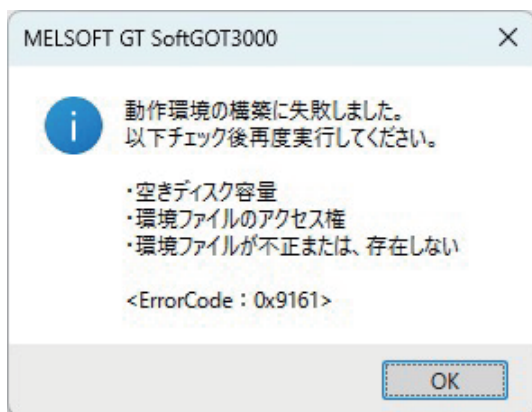 MELSOFT GT SoftGOT3000
動作環境の構築に失敗しました。
以下チェック後再度実行してください。
・空きディスク容量
・環境ファイルのアクセス権
・環境ファイルが不正または、存在しない
<ErrorCode：0x9161>
OK